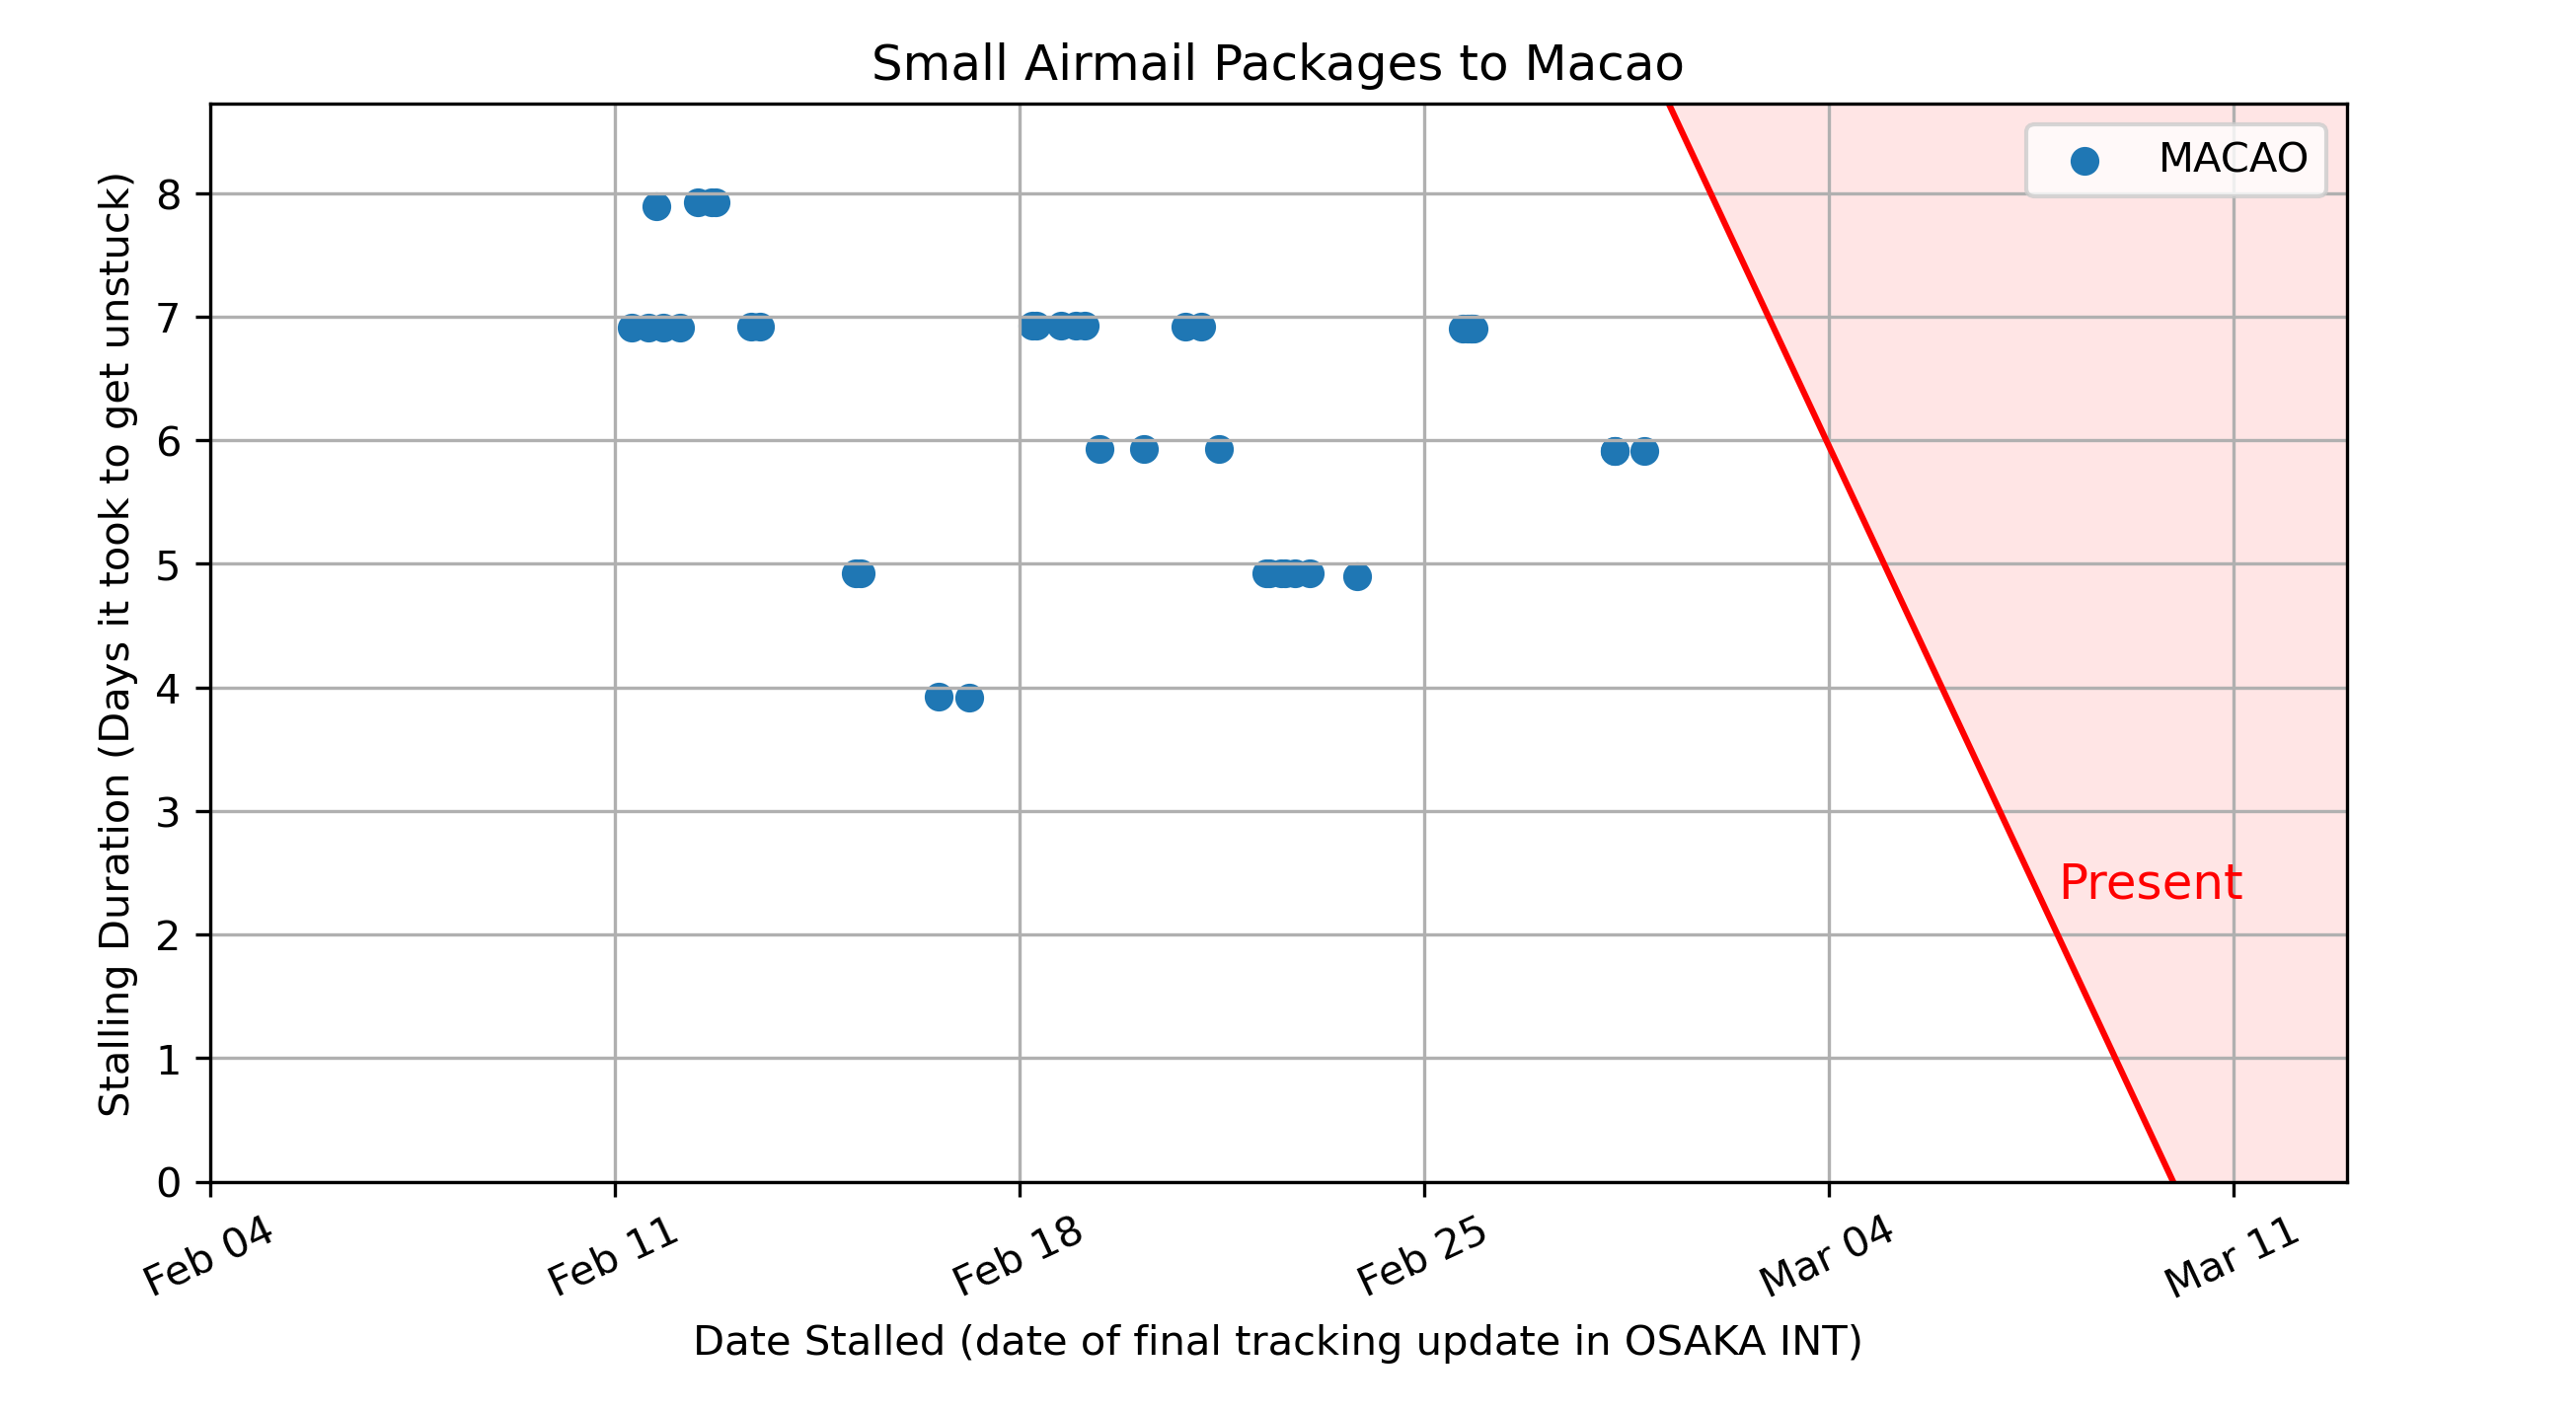 Small Airmail Packages to Macao
MACAO
Stalling Duration (Days it took to get unstuck)
8
7
6
5
4
3
2
1
0
Present
Feb 04
Feb 11
Feb 18
Feb 25
Mar 04
Mar 11
Date Stalled (date of final tracking update in OSAKA INT)